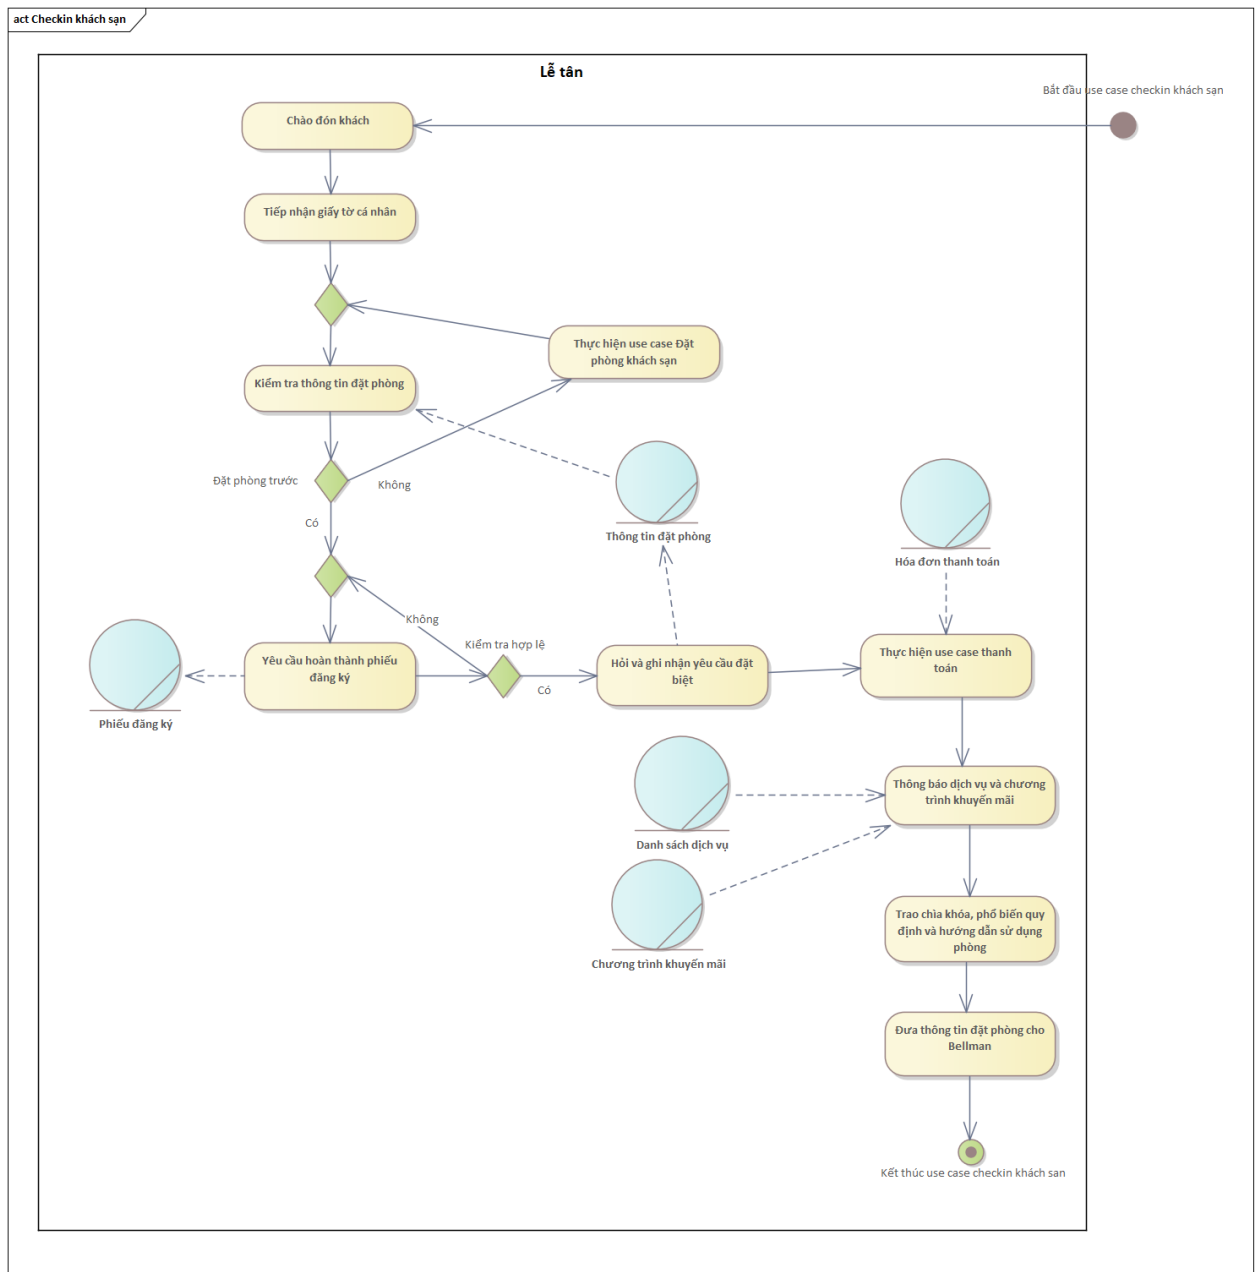 act Checkin khách sạn
Lễ tân
Bắt đầu use case checkin khách sạn
Chào đón khách
Tiếp nhận giấy tờ cá nhân
Thực hiện use case Đặt
phòng khách sạn
Kiểm tra thông tin đặt phòng
Đặt phòng trước
Không
Có
Thông tin đặt phòng
Hóa đơn thanh toán
Không
Kiểm tra hợp lệ
Yêu cầu hoàn thành phiếu
đăng ký
Có
Hỏi và ghi nhận yêu cầu đặt
biệt
Thực hiện use case thanh
toán
Phiếu đăng ký
Thông báo dịch vụ và chương
trình khuyến mãi
Danh sách dịch vụ
Chương trình khuyến mãi
Trao chìa khóa, phổ biến quy
định và hướng dẫn sử dụng
phòng
Đưa thông tin đặt phòng cho
Bellman
Kết thúc use case checkin khách san